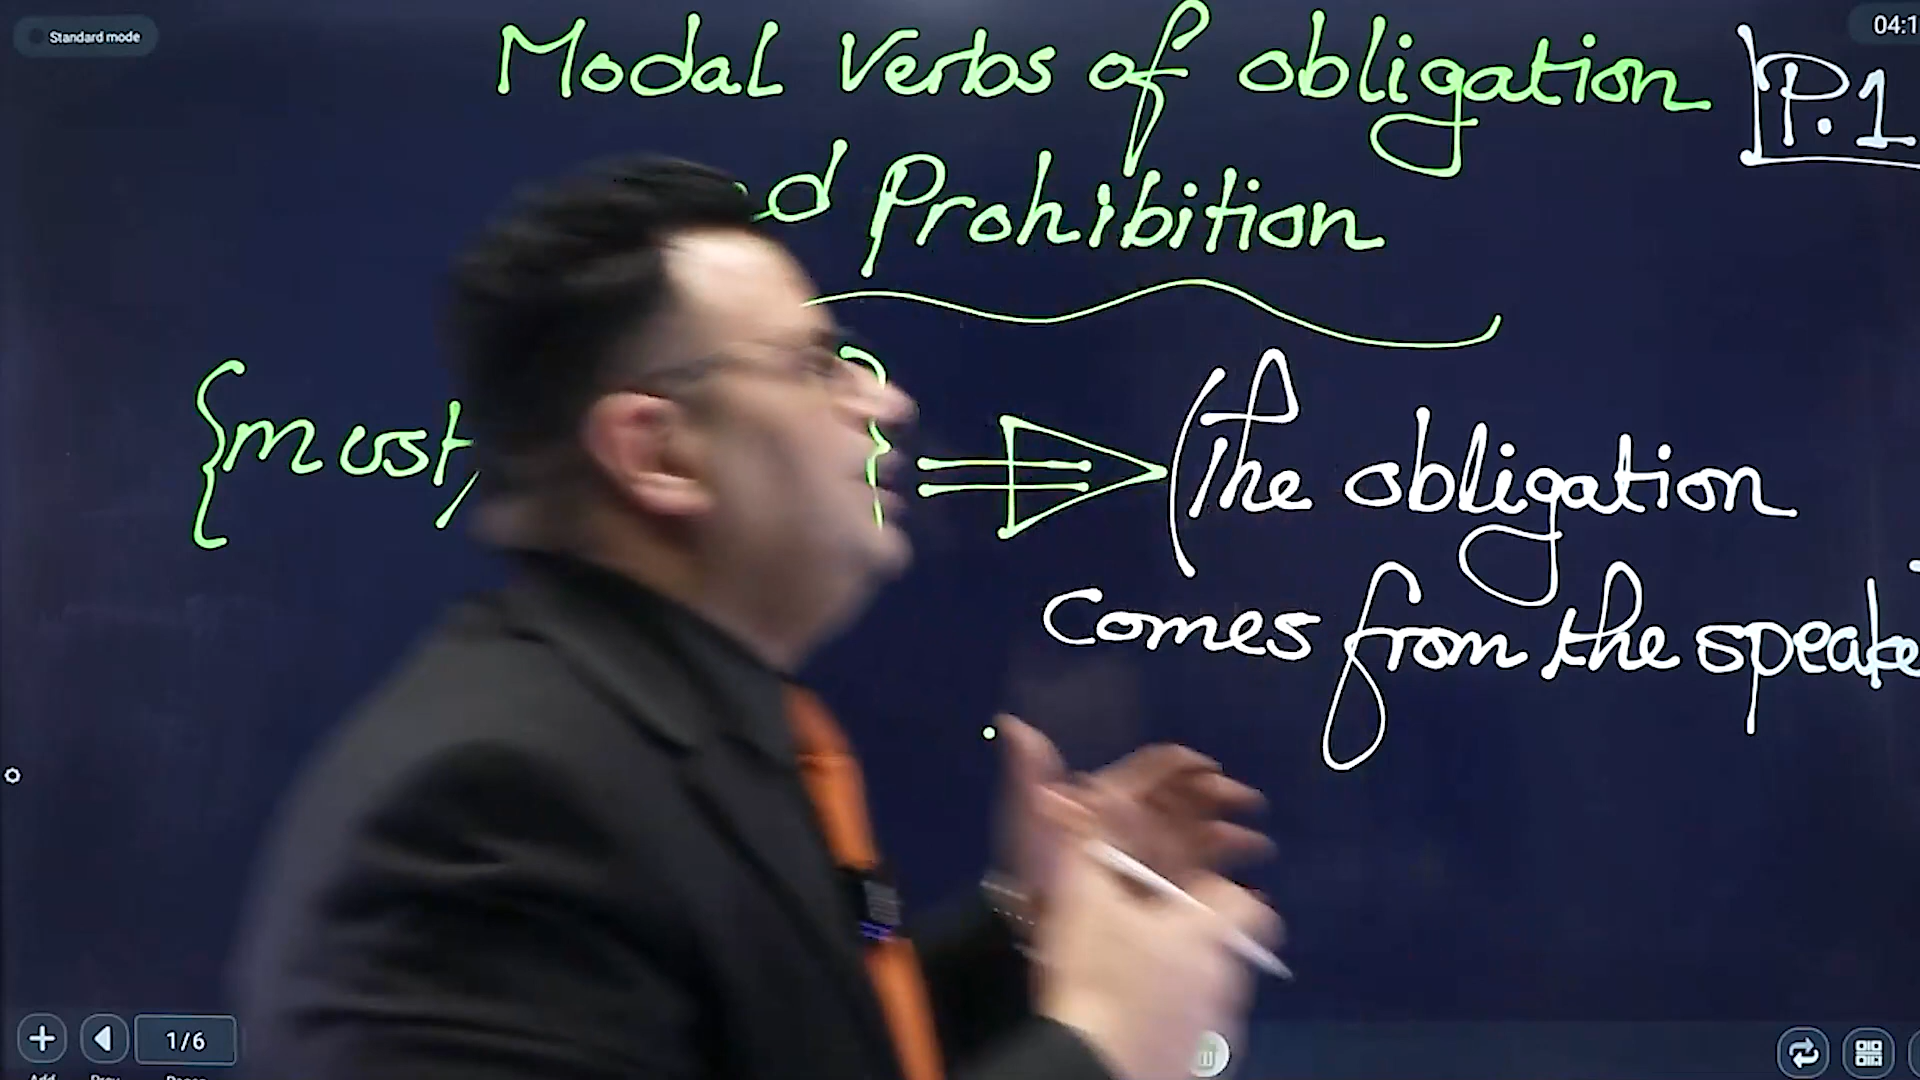 Standard mode
04:1
Modal Verbs of obligation
P.1
Prohibition
{must,
} ⇒ (The obligation
comes from the speake
1/6